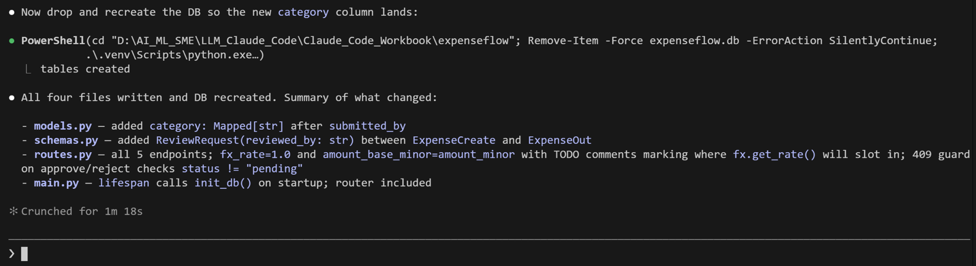 ● Now drop and recreate the DB so the new category column lands:
● PowerShell(cd "D:\AI_ML_SME\LLM_Claude_Code\Claude_Code_Workbook\expenseflow"; Remove-Item -Force expenseflow.db -ErrorAction SilentlyContinue;
.\.venv\Scripts\python.exe…)
⎿ tables created
● All four files written and DB recreated. Summary of what changed:
- models.py — added category: Mapped[str] after submitted_by
- schemas.py — added ReviewRequest(reviewed_by: str) between ExpenseCreate and ExpenseOut
- routes.py — all 5 endpoints; fx_rate=1.0 and amount_base_minor=amount_minor with TODO comments marking where fx.get_rate() will slot in; 409 guard
on approve/reject checks status != "pending"
- main.py — lifespan calls init_db() on startup; router included
✻ Crunched for 1m 18s
❯